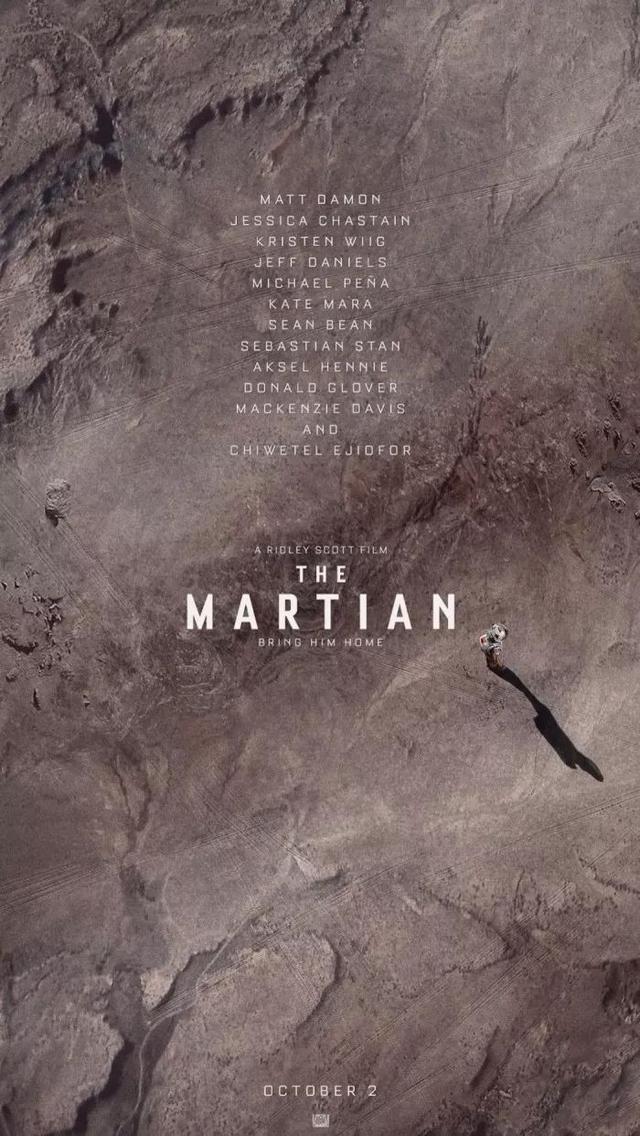 MATT DAMON
JESSICA CHASTAIN
KRISTEN WIIG
JEFF DANIELS
MICHAEL PEÑA
KATE MARA
SEAN BEAN
SEBASTIAN STAN
AKSEL HENNIE
DONALD GLOVER
MACKENZIE DAVIS
AND
CHIWETEL EJIOFOR
A RIDLEY SCOTT FILM
THE
MARTIAN
BRING HIM HOME
OCTOBER 2